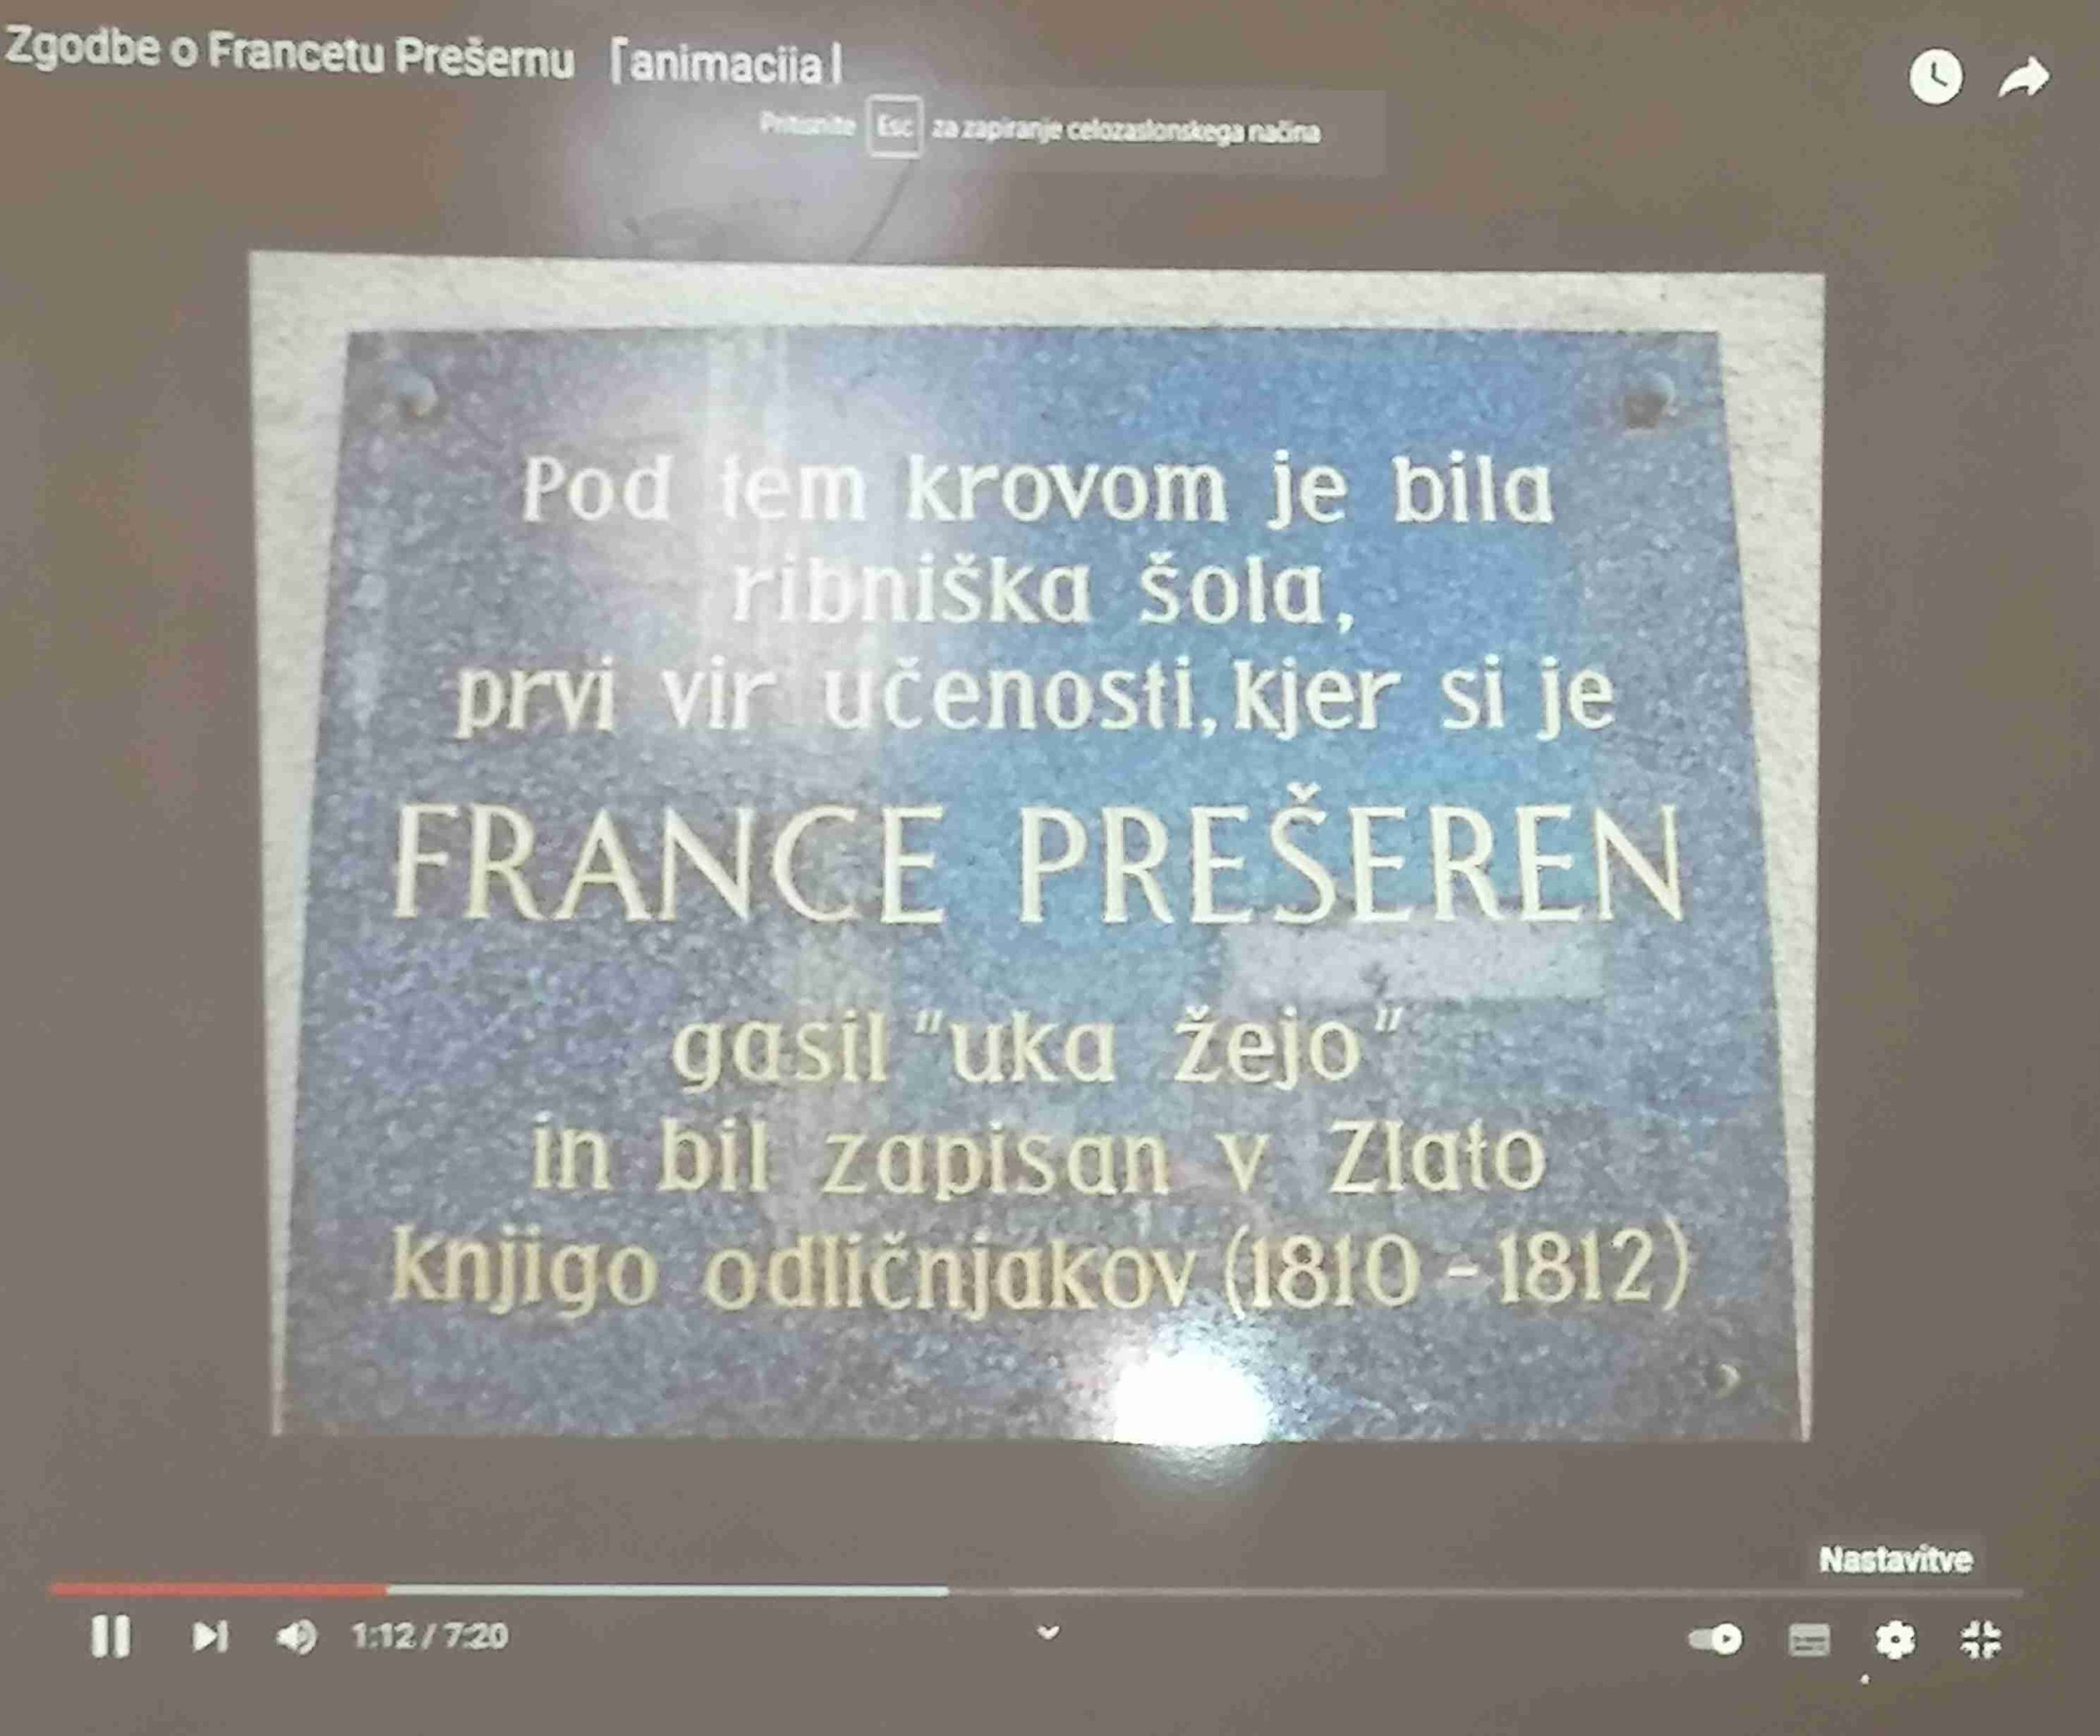 Zgodbe o Francetu Prešernu [animacija]
Pritisnite Esc za zapiranje celozaslonskega načina
Pod tem krovom je bila
ribniška šola,
prvi vir učenosti, kjer si je
FRANCE PREŠEREN
gasil "uka žejo"
in bil zapisan v Zlato
knjigo odličnjakov (1810 - 1812)
Nastavitve
1:12 / 7:20